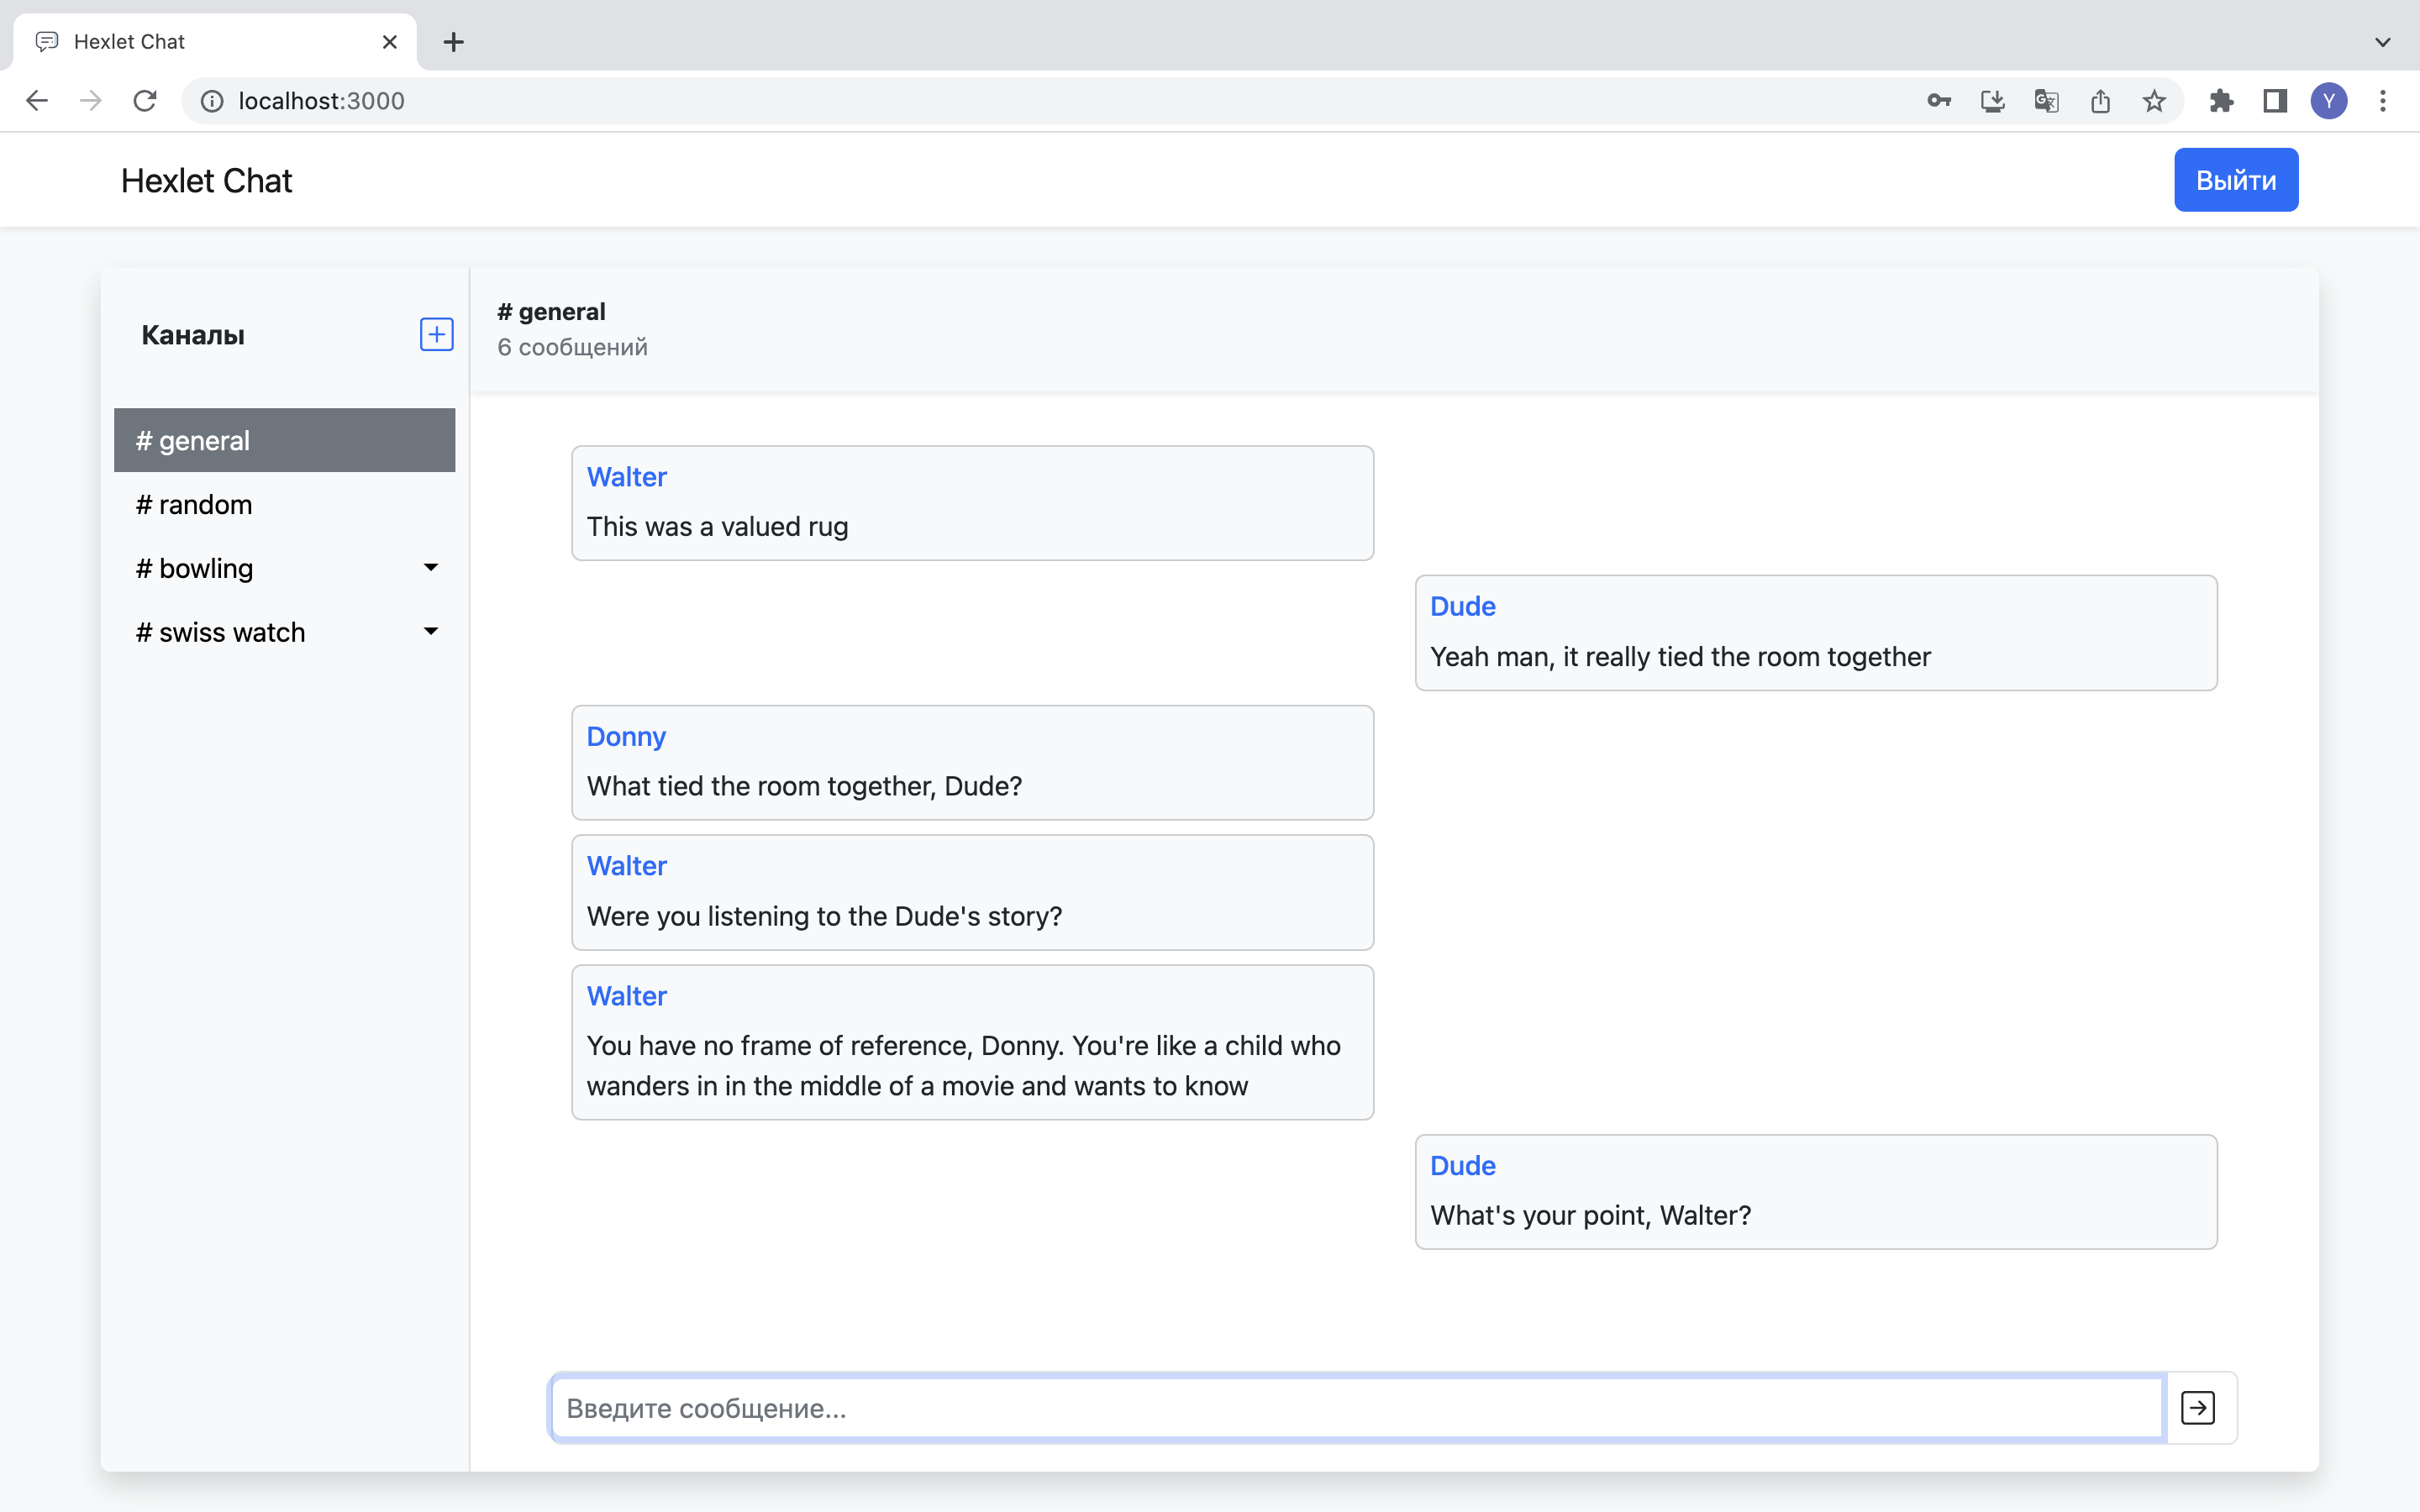 Hexlet Chat
localhost:3000
Y
Hexlet Chat
Выйти
Каналы
# general
# random
# bowling
# swiss watch
# general
6 сообщений
Walter
This was a valued rug
Dude
Yeah man, it really tied the room together
Donny
What tied the room together, Dude?
Walter
Were you listening to the Dude's story?
Walter
You have no frame of reference, Donny. You're like a child who
wanders in in the middle of a movie and wants to know
Dude
What's your point, Walter?
Введите сообщение...